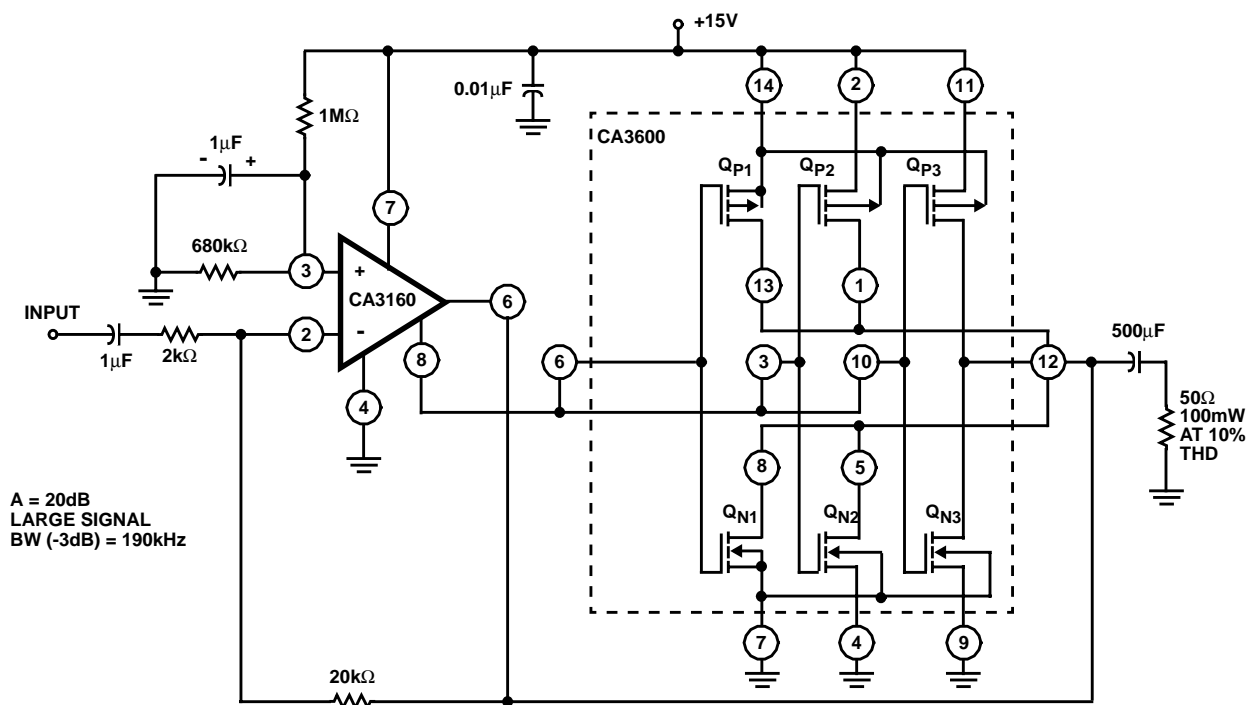 +15V
0.01µF
1MΩ
1µF
- +
680kΩ
7
3
+
CA3160
-
6
INPUT
1µF
2kΩ
2
8
4
A = 20dB
LARGE SIGNAL
BW (-3dB) = 190kHz
20kΩ
14
2
11
CA3600
QP1
QP2
QP3
13
1
6
3
10
12
500µF
50Ω
100mW
AT 10%
THD
8
5
QN1
QN2
QN3
7
4
9